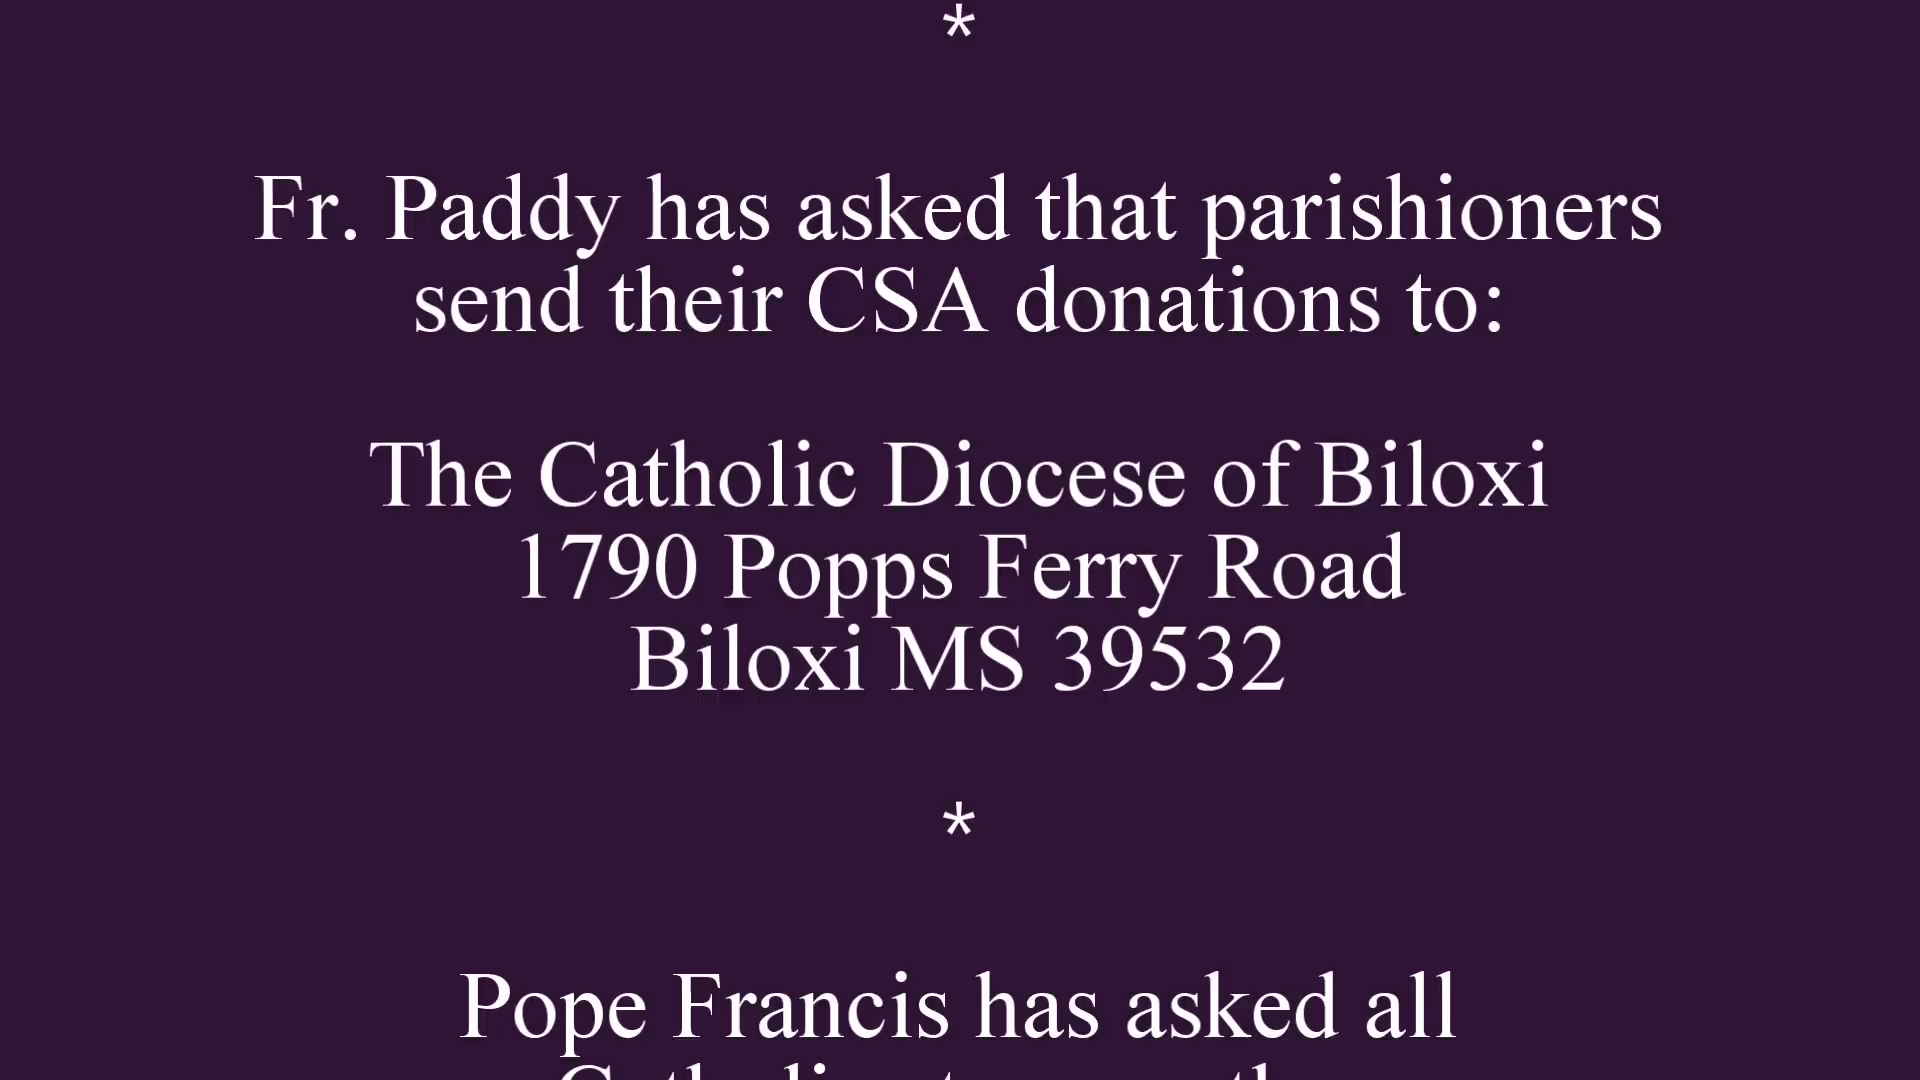 *
Fr. Paddy has asked that parishioners
send their CSA donations to:
The Catholic Diocese of Biloxi
1790 Popps Ferry Road
Biloxi MS 39532
*
Pope Francis has asked all